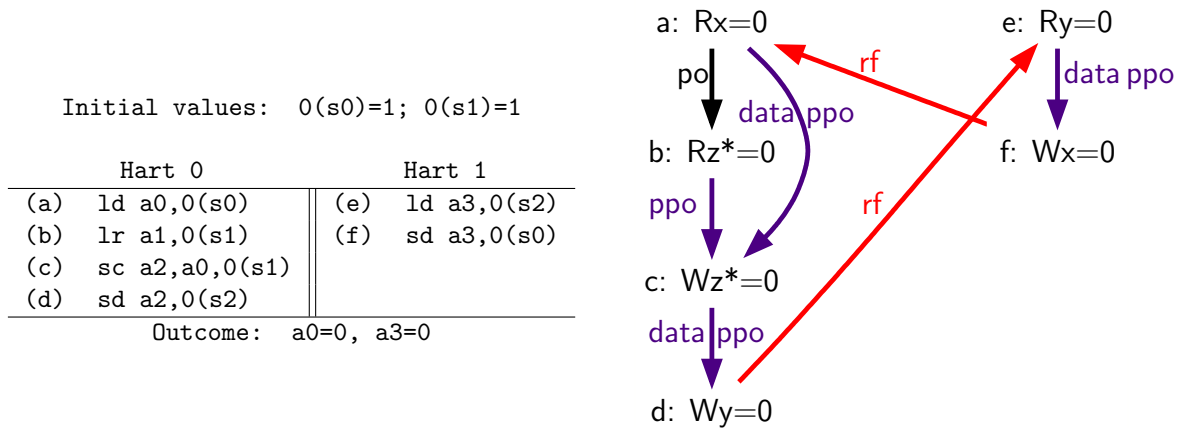 Initial values: 0(s0)=1; 0(s1)=1
Hart 0 Hart 1
(a) ld a0,0(s0) (e) ld a3,0(s2)
(b) lr a1,0(s1) (f) sd a3,0(s0)
(c) sc a2,a0,0(s1)
(d) sd a2,0(s2)
Outcome: a0=0, a3=0
a: Rx=0
e: Ry=0
rf
po
data ppo
data ppo
b: Rz*=0
f: Wx=0
ppo
rf
c: Wz*=0
data ppo
d: Wy=0